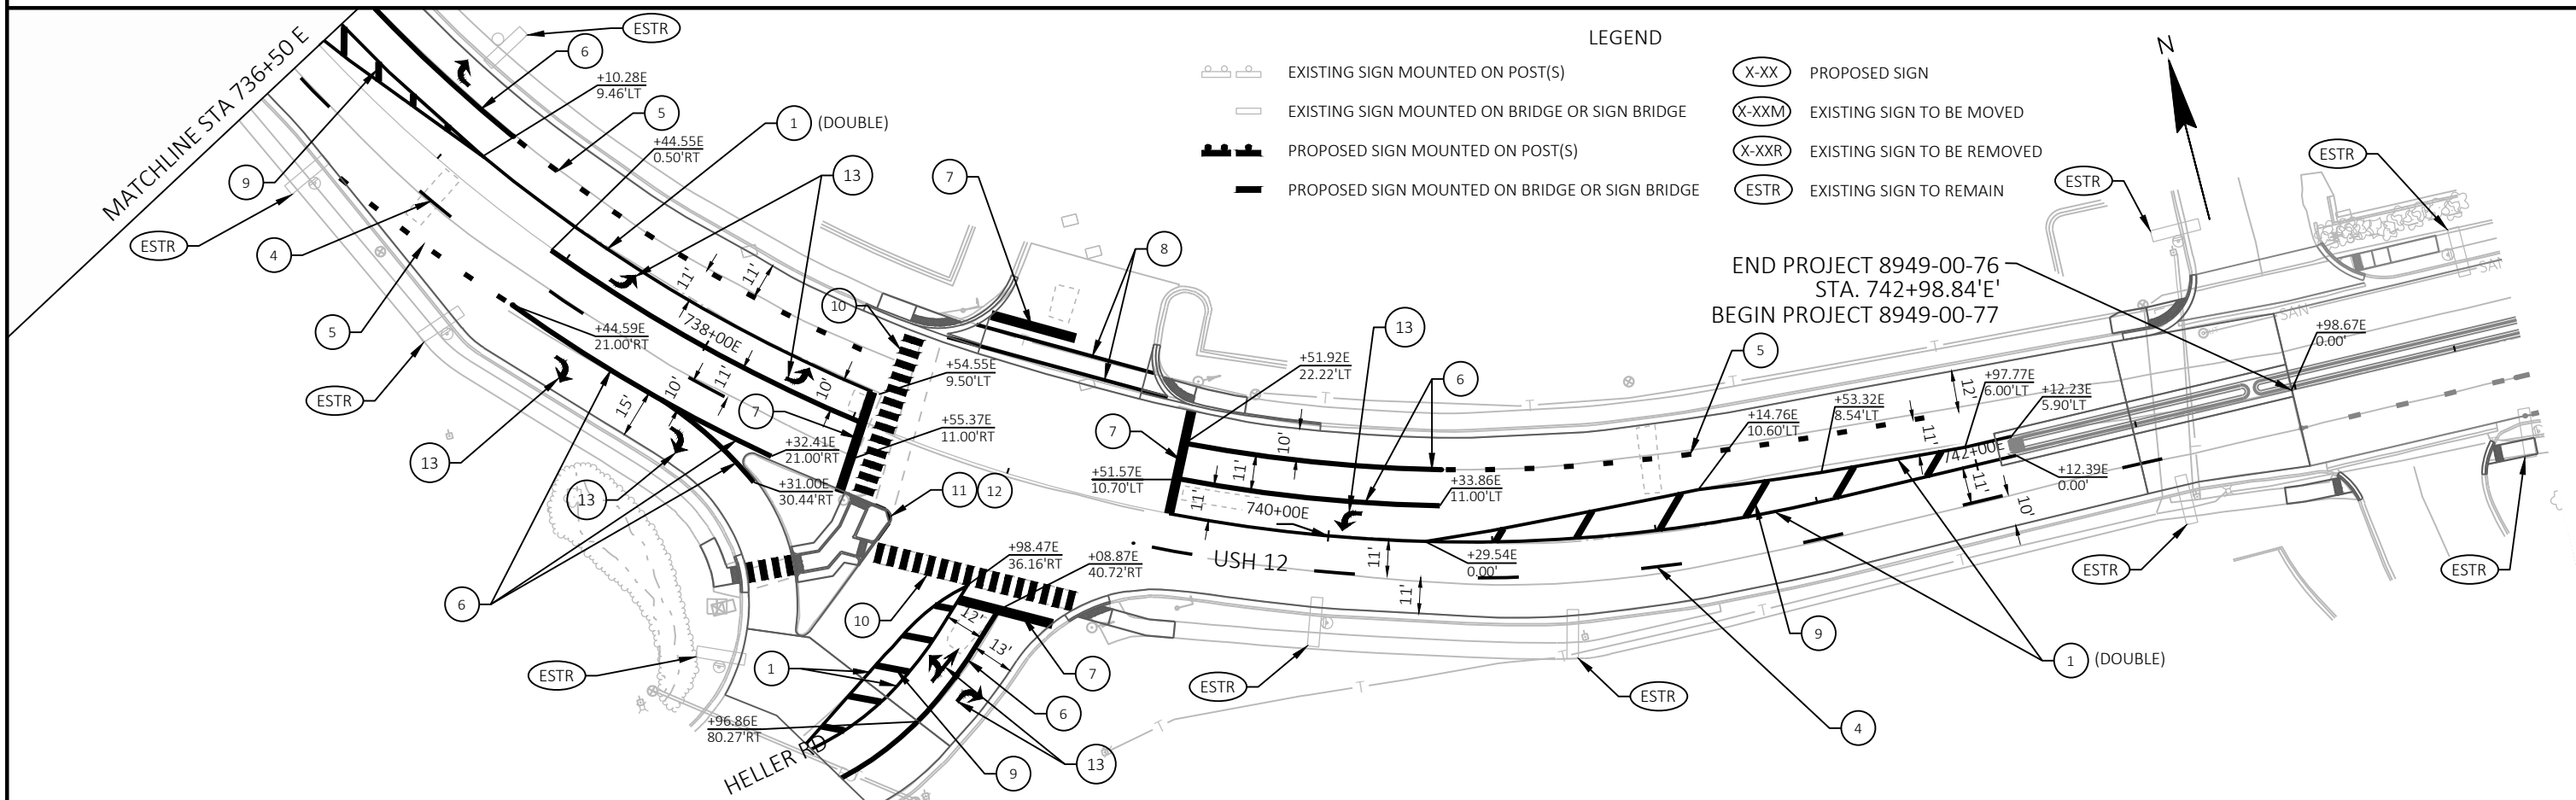 MATCHLINE STA 736+50 E
ESTR
6
+10.28E
9.46'LT
5
1 (DOUBLE)
+44.55E
0.50'RT
13
7
9
ESTR
4
5
ESTR
13
+44.59E
21.00'RT
11'
11'
738+00E
10'
11'
10'
15'
10'
7
10
8
+54.55E
9.50'LT
+55.37E
11.00'RT
+32.41E
21.00'RT
+31.00E
30.44'RT
13
6
11
12
10
+98.47E
36.16'RT
+08.87E
40.72'RT
12'
13'
1
ESTR
7
6
13
9
+96.86E
80.27'RT
HELLER RD
LEGEND
EXISTING SIGN MOUNTED ON POST(S)
EXISTING SIGN MOUNTED ON BRIDGE OR SIGN BRIDGE
PROPOSED SIGN MOUNTED ON POST(S)
PROPOSED SIGN MOUNTED ON BRIDGE OR SIGN BRIDGE
X-XX PROPOSED SIGN
X-XXM EXISTING SIGN TO BE MOVED
X-XXR EXISTING SIGN TO BE REMOVED
ESTR EXISTING SIGN TO REMAIN
N
ESTR
ESTR
END PROJECT 8949-00-76
STA. 742+98.84'E'
BEGIN PROJECT 8949-00-77
13
+51.92E
22.22'LT
6
5
7
+51.57E
10.70'LT
11'
11'
10'
+33.86E
11.00'LT
740+00E
USH 12
11'
11'
+29.54E
0.00'
+14.76E
10.60'LT
+53.32E
8.54'LT
12'
11'
+97.77E
6.00'LT
+12.23E
5.90'LT
742+00E
+12.39E
0.00'
11'
10'
+98.67E
0.00'
SAN
SAN
T
T
T
T
T
T
T
9
1 (DOUBLE)
4
ESTR
ESTR
ESTR
ESTR